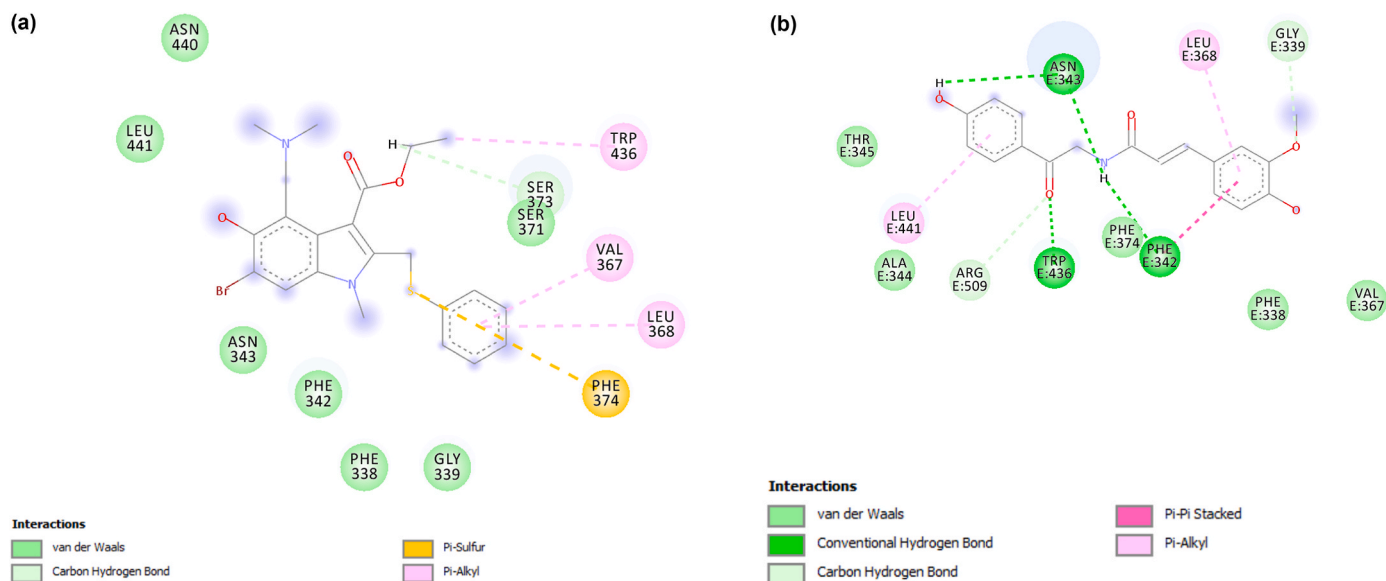 (a)
ASN
440
LEU
441
N
H
O
O
TRP
436
SER
373
SER
371
O
VAL
367
Br
N
S
LEU
368
ASN
343
PHE
342
PHE
374
PHE
338
GLY
339
Interactions
van der Waals
Carbon Hydrogen Bond
Pi-Sulfur
Pi-Alkyl
(b)
ASN
E:343
LEU
E:368
GLY
E:339
H
O
THR
E:345
O
O
N
H
O
O
LEU
E:441
PHE
E:374
ALA
E:344
ARG
E:509
TRP
E:436
PHE
E:342
PHE
E:338
VAL
E:367
Interactions
van der Waals
Conventional Hydrogen Bond
Carbon Hydrogen Bond
Pi-Pi Stacked
Pi-Alkyl